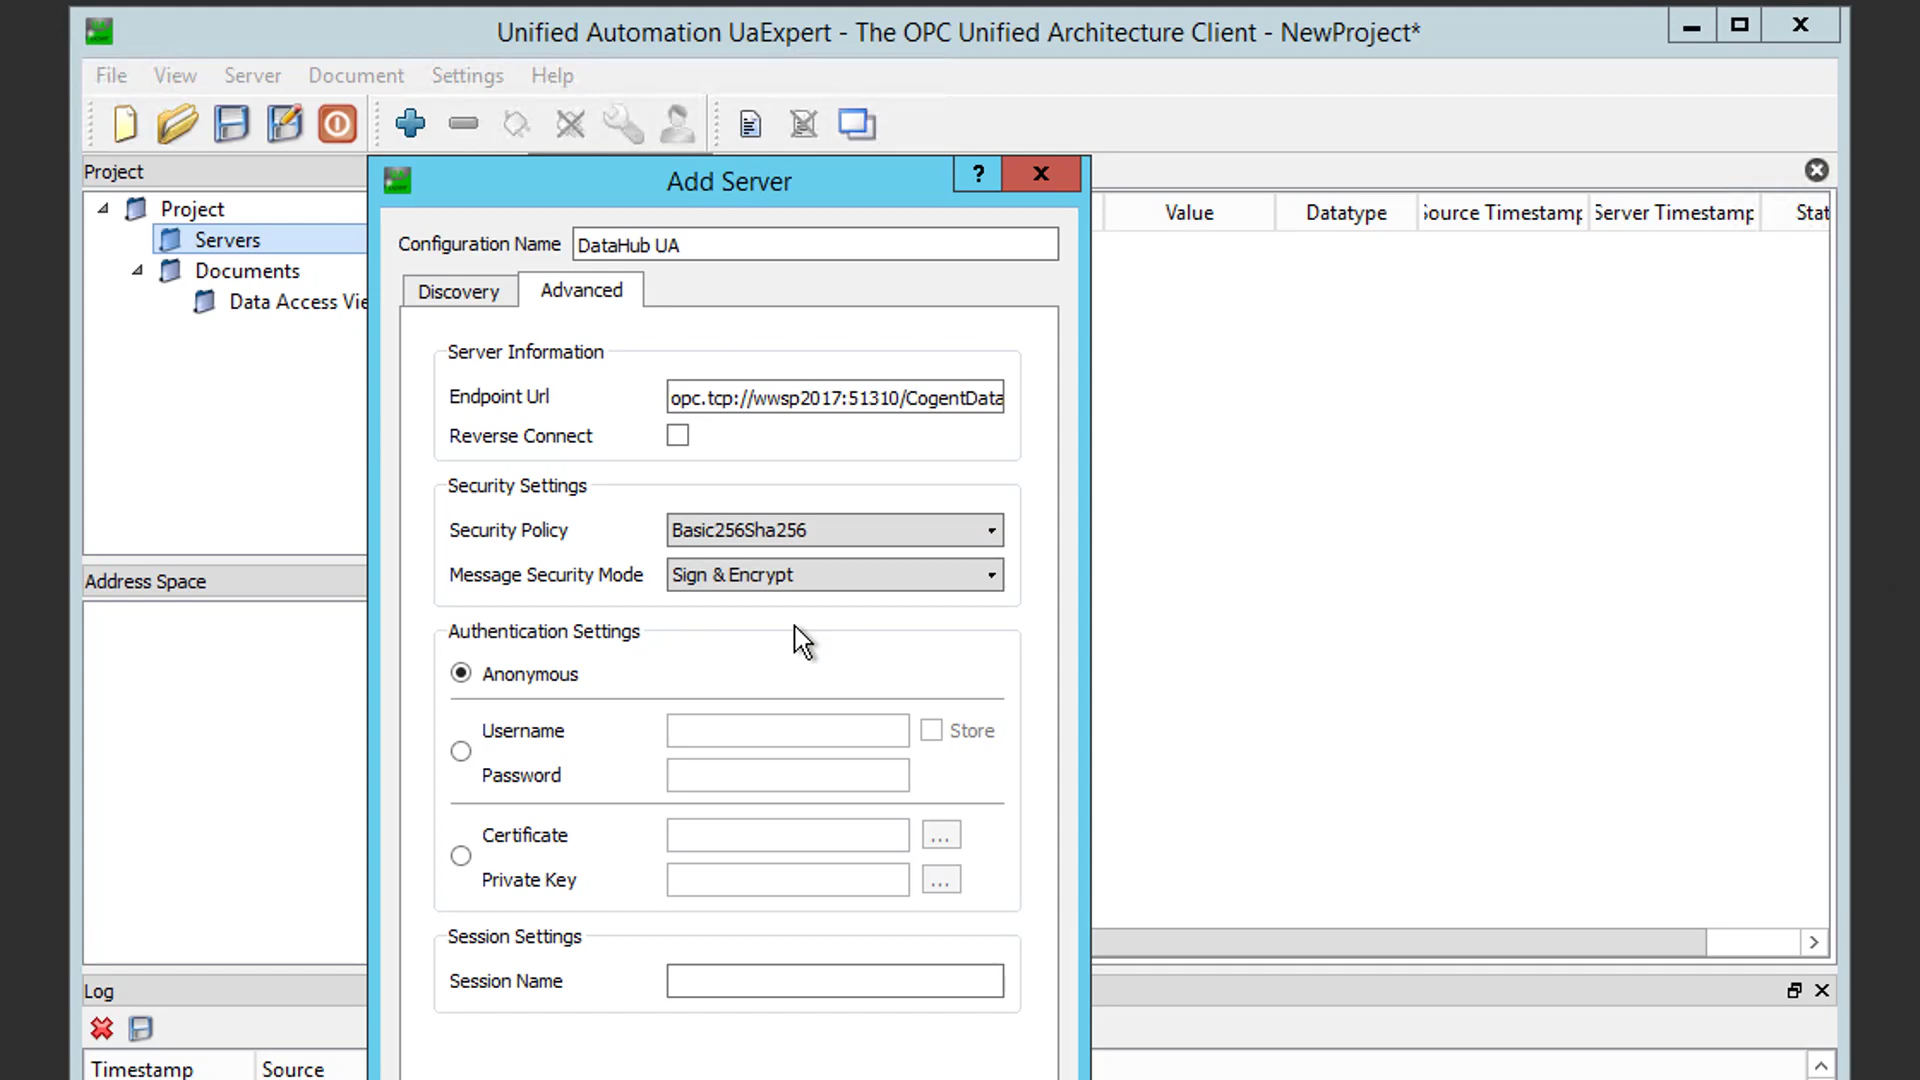 Unified Automation UaExpert - The OPC Unified Architecture Client - NewProject*
File View Server Document Settings Help
Project
Add Server
?
Project
Servers
Documents
Data Access Vie
Value Datatype Source Timestamp Server Timestamp Stat
Configuration Name DataHub UA
Discovery Advanced
Server Information
Endpoint Url opc.tcp://wwsp2017:51310/CogentData
Reverse Connect
Security Settings
Security Policy Basic256Sha256
Message Security Mode Sign & Encrypt
Address Space
Authentication Settings
Anonymous
Username Store
Password
Certificate ...
Private Key ...
Session Settings
Session Name
Log
Timestamp Source